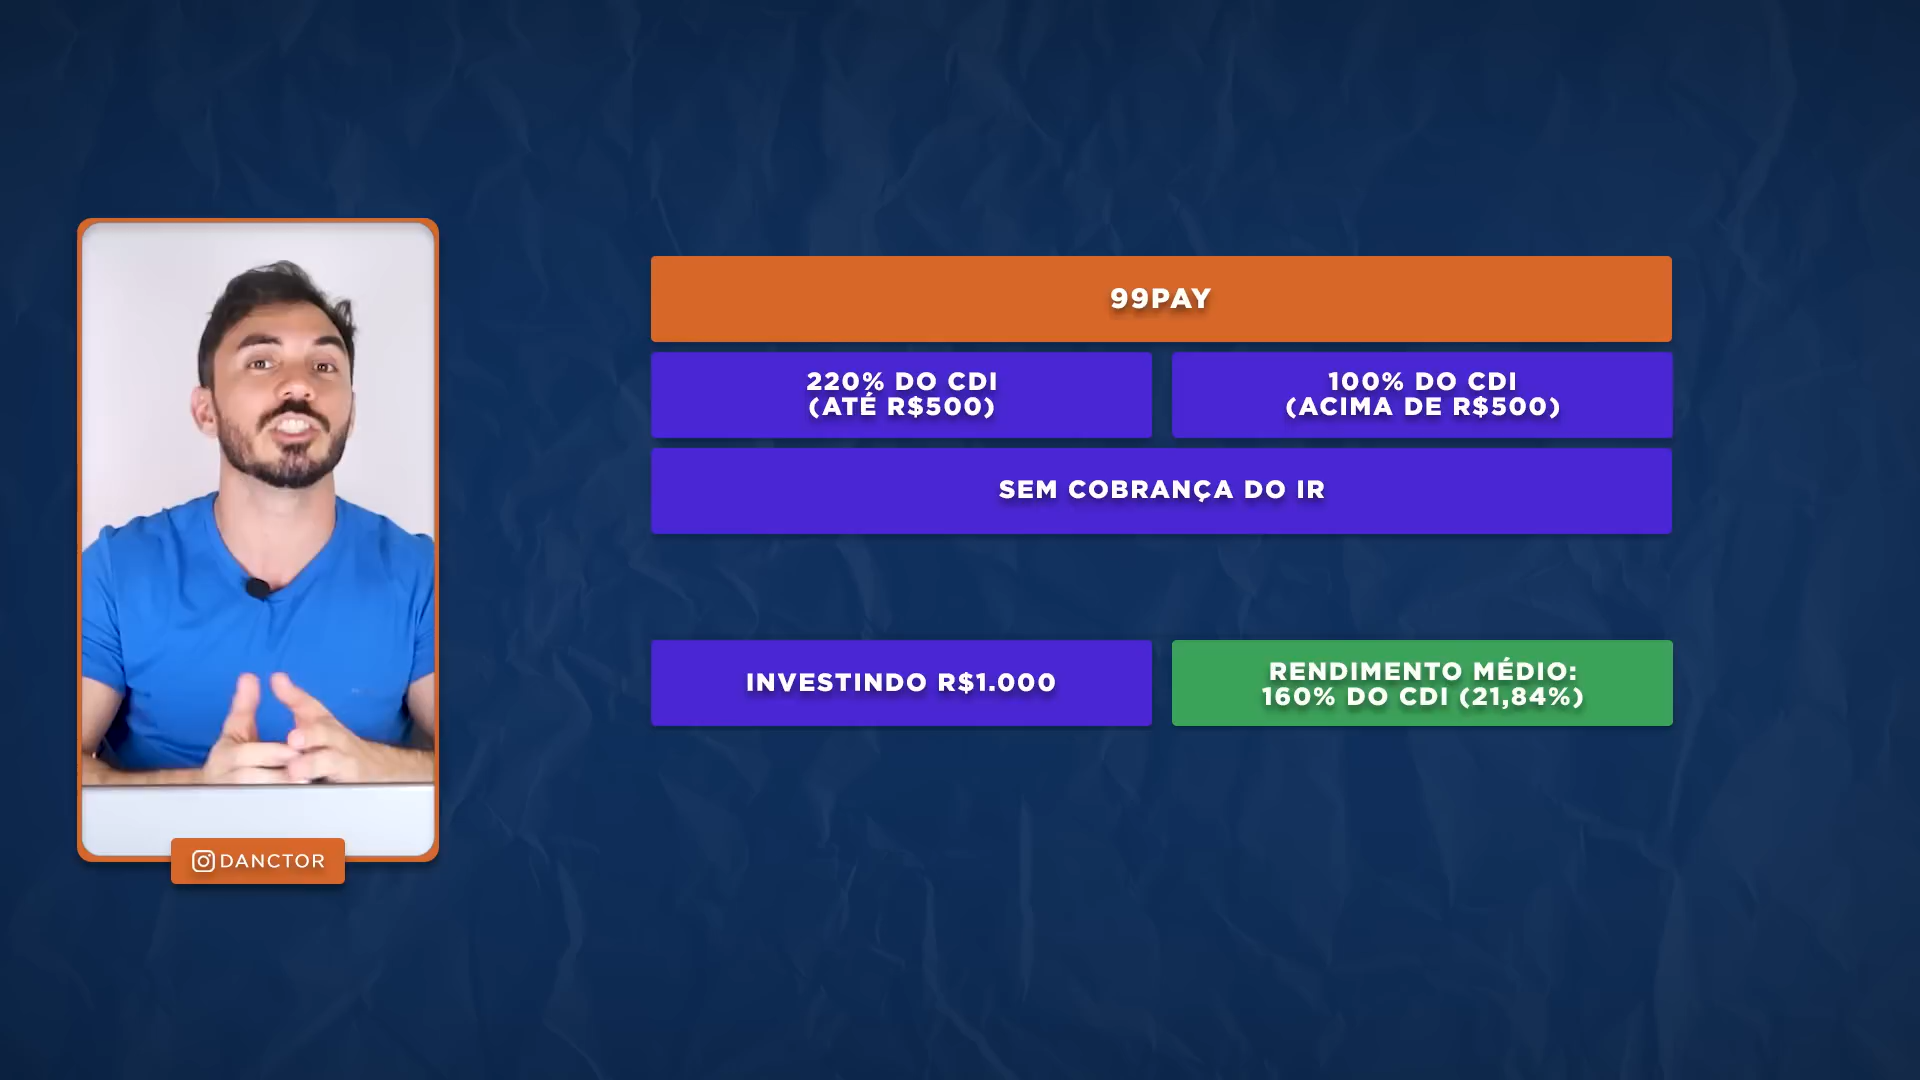 99PAY
220% DO CDI
(ATÉ R$500)
100% DO CDI
(ACIMA DE R$500)
SEM COBRANÇA DO IR
INVESTINDO R$1.000
RENDIMENTO MÉDIO:
160% DO CDI (21,84%)
DANCTOR